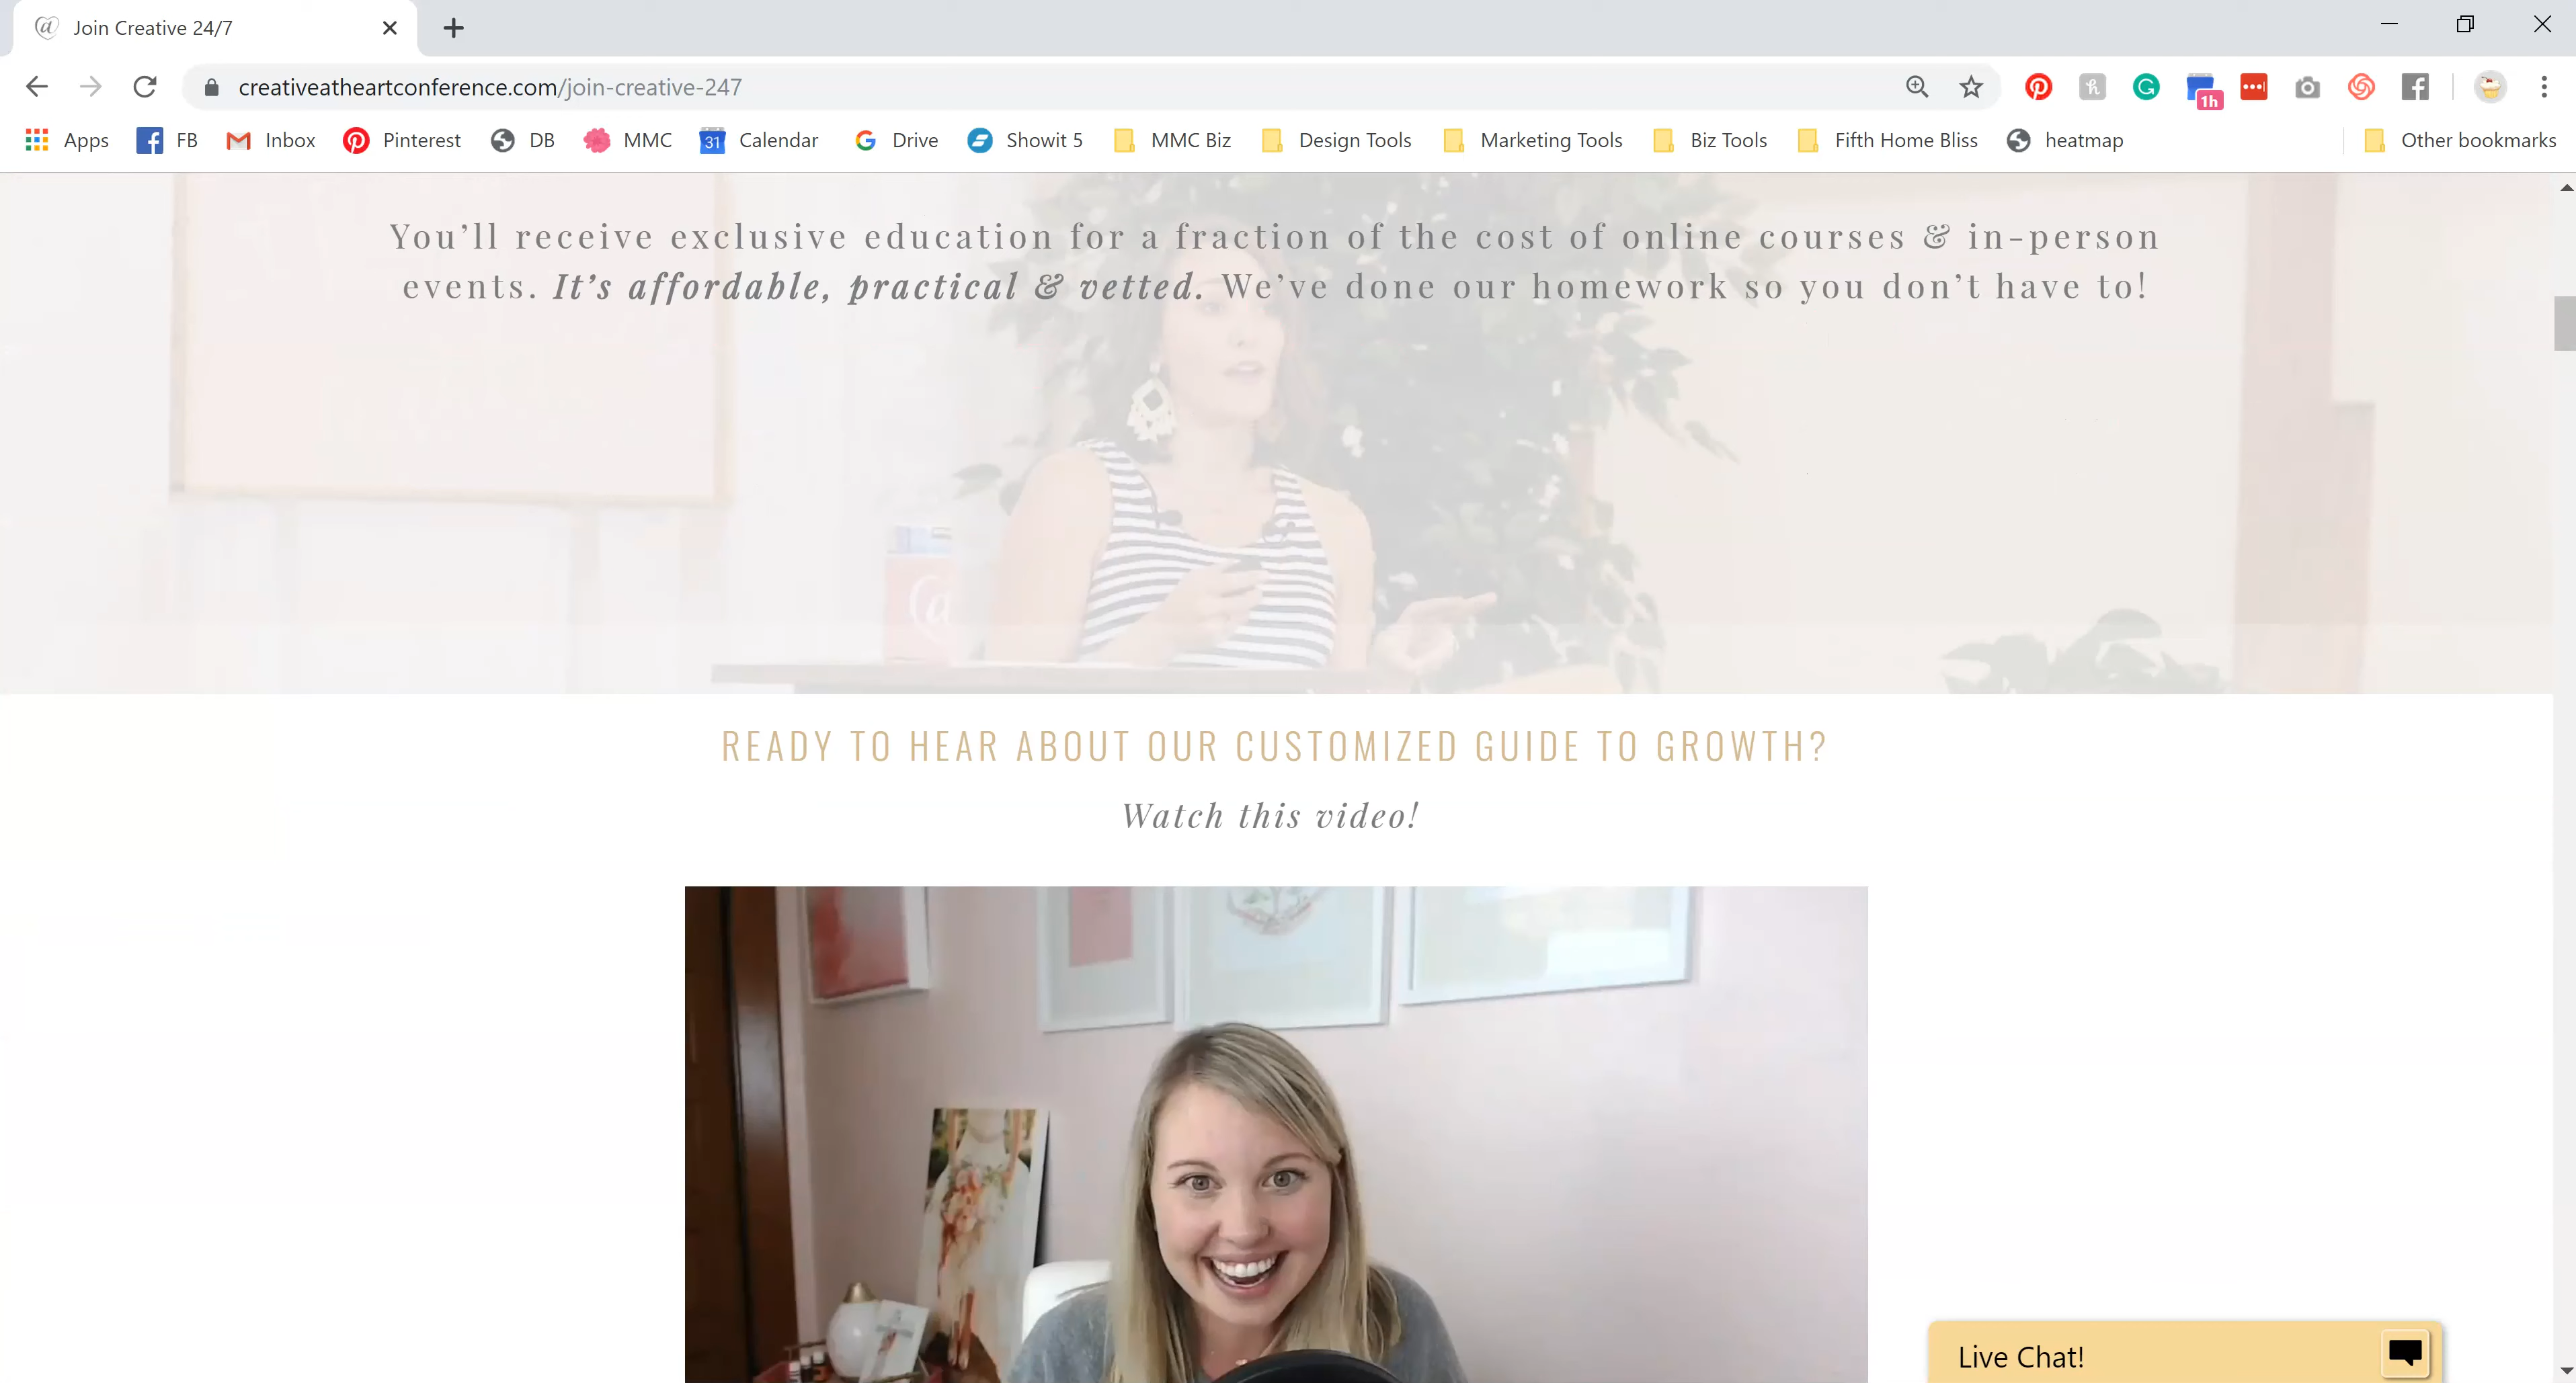 Join Creative 24/7
creativeatheartconference.com/join-creative-247
1h
Apps FB Inbox Pinterest DB MMC 31 Calendar Drive Showit 5 MMC Biz Design Tools Marketing Tools Biz Tools Fifth Home Bliss heatmap Other bookmarks
You’ll receive exclusive education for a fraction of the cost of online courses & in-person
events. It’s affordable, practical & vetted. We’ve done our homework so you don’t have to!
READY TO HEAR ABOUT OUR CUSTOMIZED GUIDE TO GROWTH?
Watch this video!
Live Chat!